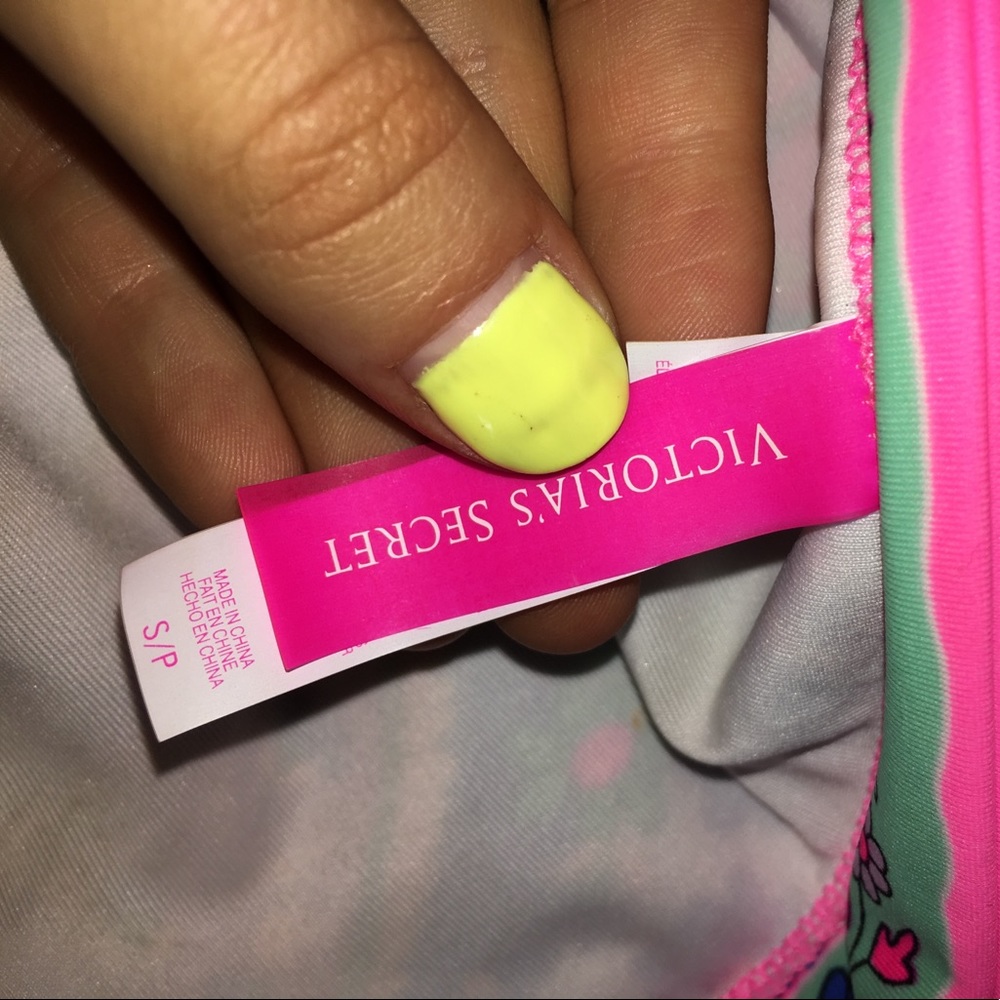 VICTORIA'S SECRET
MADE IN CHINA
FAIT EN CHINE
HECHO EN CHINA
S/P